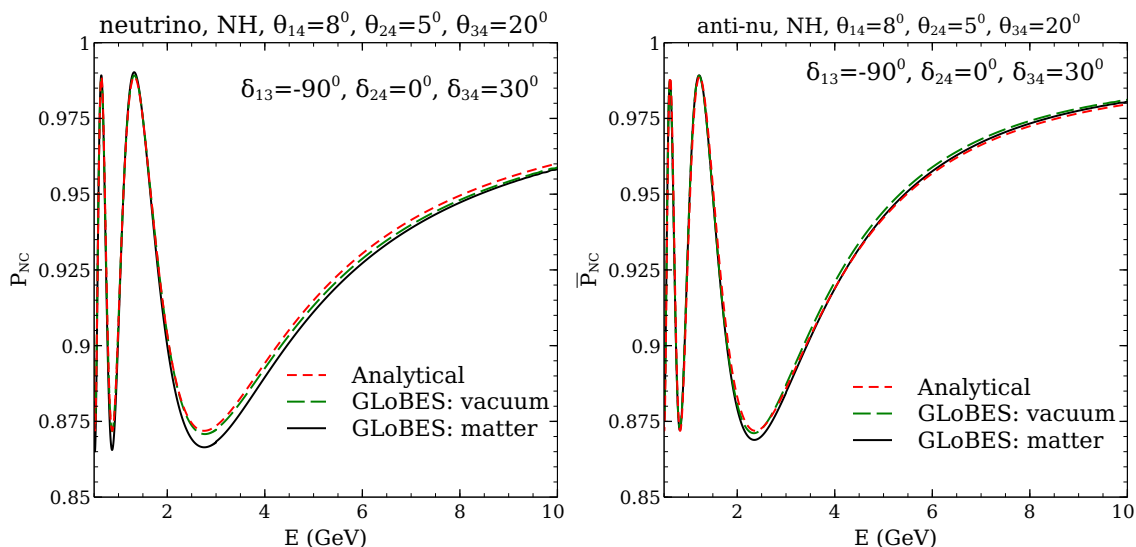 neutrino, NH, θ₁₄=8⁰, θ₂₄=5⁰, θ₃₄=20⁰
δ₁₃=-90⁰, δ₂₄=0⁰, δ₃₄=30⁰
1
0.975
0.95
0.925
0.9
0.875
0.85
P_NC
Analytical
GLoBES: vacuum
GLoBES: matter
2 4 6 8 10
E (GeV)
anti-nu, NH, θ₁₄=8⁰, θ₂₄=5⁰, θ₃₄=20⁰
δ₁₃=-90⁰, δ₂₄=0⁰, δ₃₄=30⁰
1
0.975
0.95
0.925
0.9
0.875
0.85
P̅_NC
Analytical
GLoBES: vacuum
GLoBES: matter
2 4 6 8 10
E (GeV)